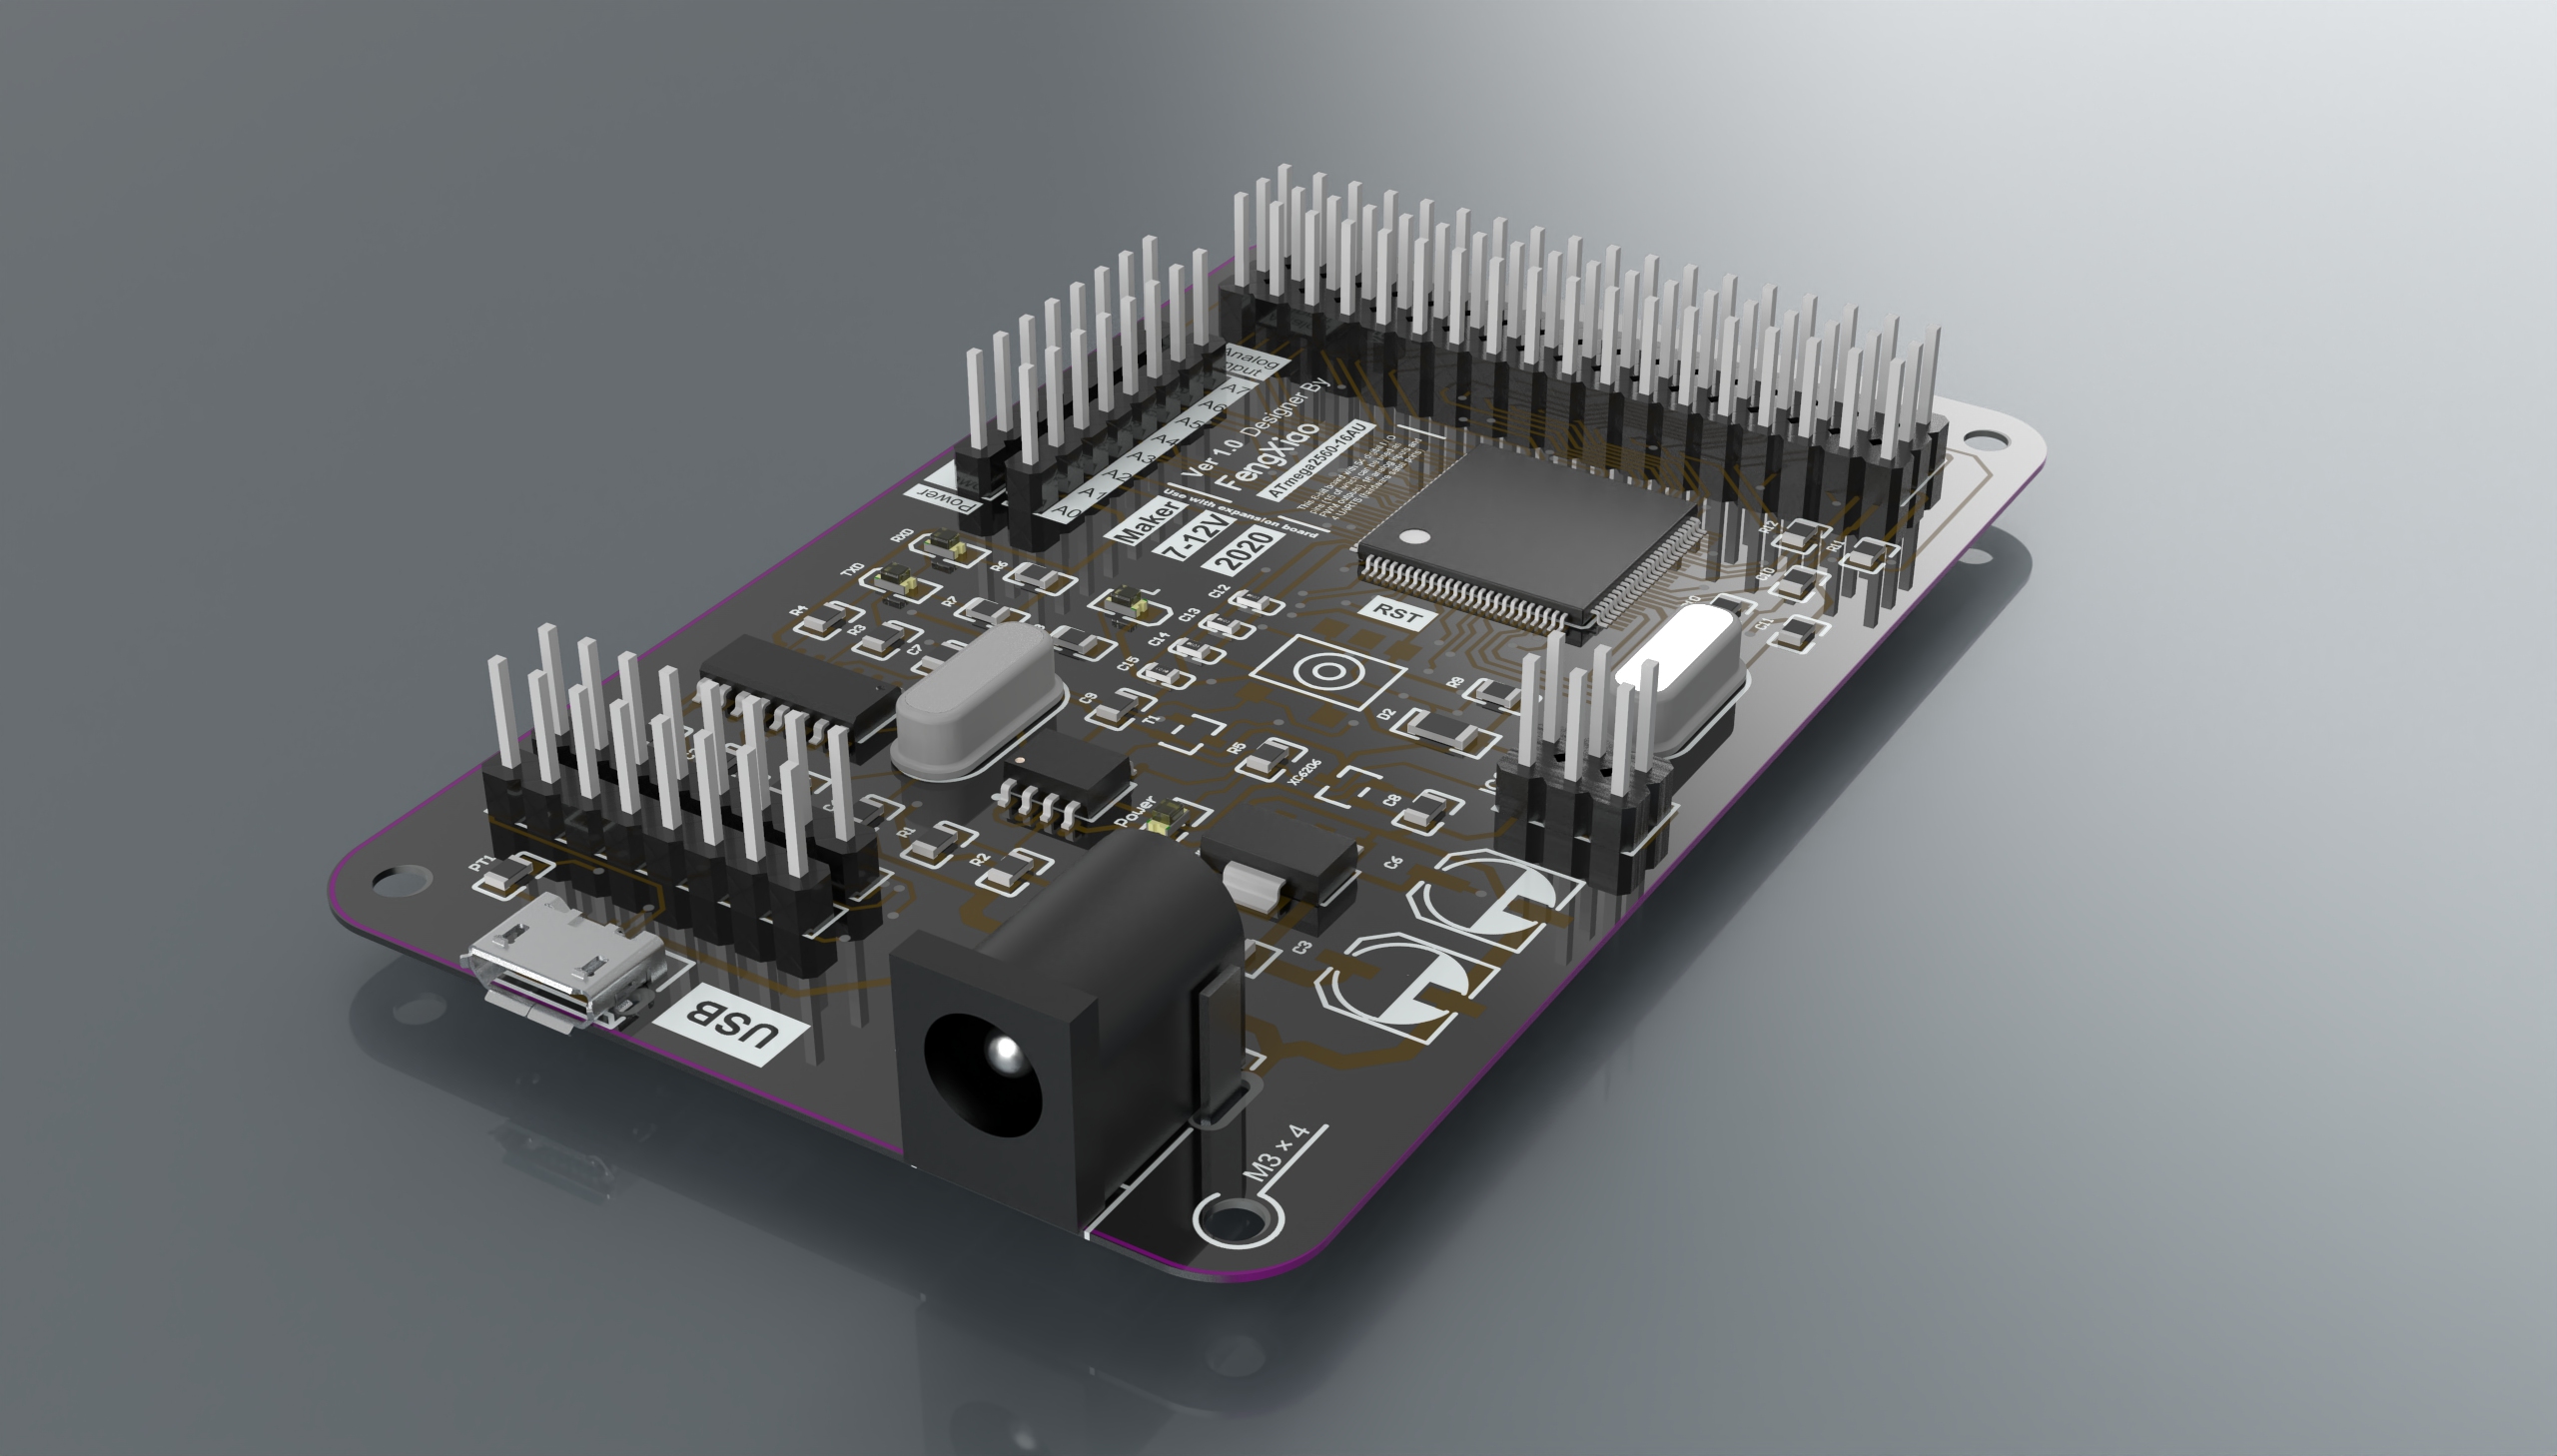 Analog
Input
A7
A6
A5
A4
A3
A2
A1
A0
Power
Ver 1.0 Designer By
FengXiao
ATmega2560-16AU
Use with expansion board
Maker
7-12V
2020
RST
RXD
TXD
R6
R7
R4
R3
C7
L
C12
C13
C14
C15
C9
T1
R5
XC6206
R9
D2
C8
R12
R11
C10
C11
Power
R1
R2
C6
C3
PT1
USB
M3 × 4